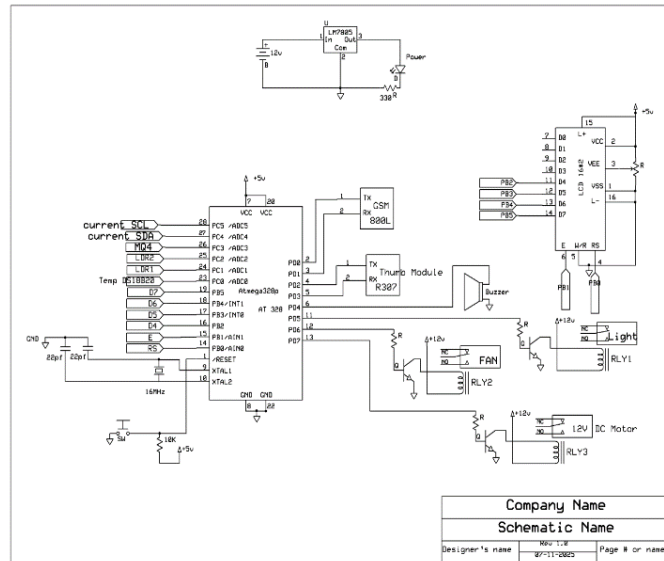 U
LM7805
1 In Out 3
Com
2
12v
B
Power
D
330R
+5v
15
L+
7 D0
8 D1
9 D2
10 D3
PB2 11 D4
PB3 12 D5
PB4 13 D6
PB5 14 D7
LCD 16*2
VCC 2
VEE 3
VSS 1
L- 16
R
E W/R RS
6 5 4
PB1
PB0
+5v
7 20
VCC VCC
current SCL 28 PC5 /ADC5
current SDA 27 PC4 /ADC4
MQ4 26 PC3 /ADC3
LDR2 25 PC2 /ADC2
LDR1 24 PC1 /ADC1
Temp DS18B20 23 PC0 /ADC0
D7 19 PB5
D6 18 PB4/INT1
D5 17 PB3/INT0
D4 16 PB2
E 15 PB1/AIN1
RS 14 PB0/AIN0
1 /RESET
9 XTAL1
10 XTAL2
Atmega328p
AT 328
PD0 2
PD1 3
PD2 4
PD3 5
PD4 6
PD5 11
PD6 12
PD7 13
GND GND
8 22
1 TX
2 RX
GSM
800L
1 TX
2 RX
Thumb Module
R307
Buzzer
GND
22pf
22pf
16MHz
SW
10K
+5v
R
Q
+12v
NC
NO
Light
RLY1
R
Q
+12v
NC
NO
FAN
RLY2
R
Q
+12v
NC
NO
12V
DC Motor
RLY3
Company Name
Schematic Name
Designer's name
Rev 1.0
07-11-2025
Page # or name